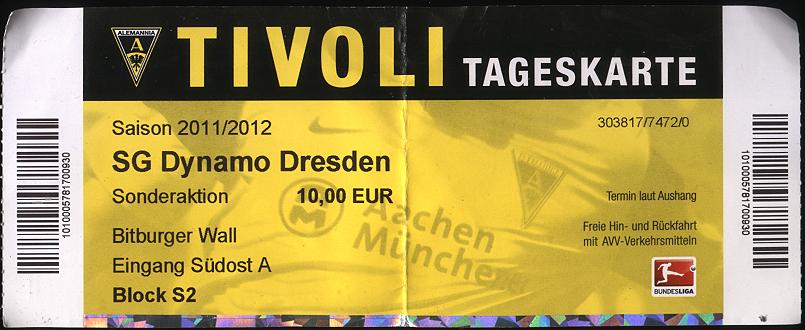 ALEMANNIA
A
TIVOLI TAGESKARTE
303817/7472/0
Saison 2011/2012
SG Dynamo Dresden
Sonderaktion 10,00 EUR
Termin laut Aushang
Bitburger Wall
Freie Hin- und Rückfahrt
mit AVV-Verkehrsmitteln
Eingang Südost A
Block S2
Aachen
Münchener
BUNDESLIGA
1010005781700930
1010005781700930